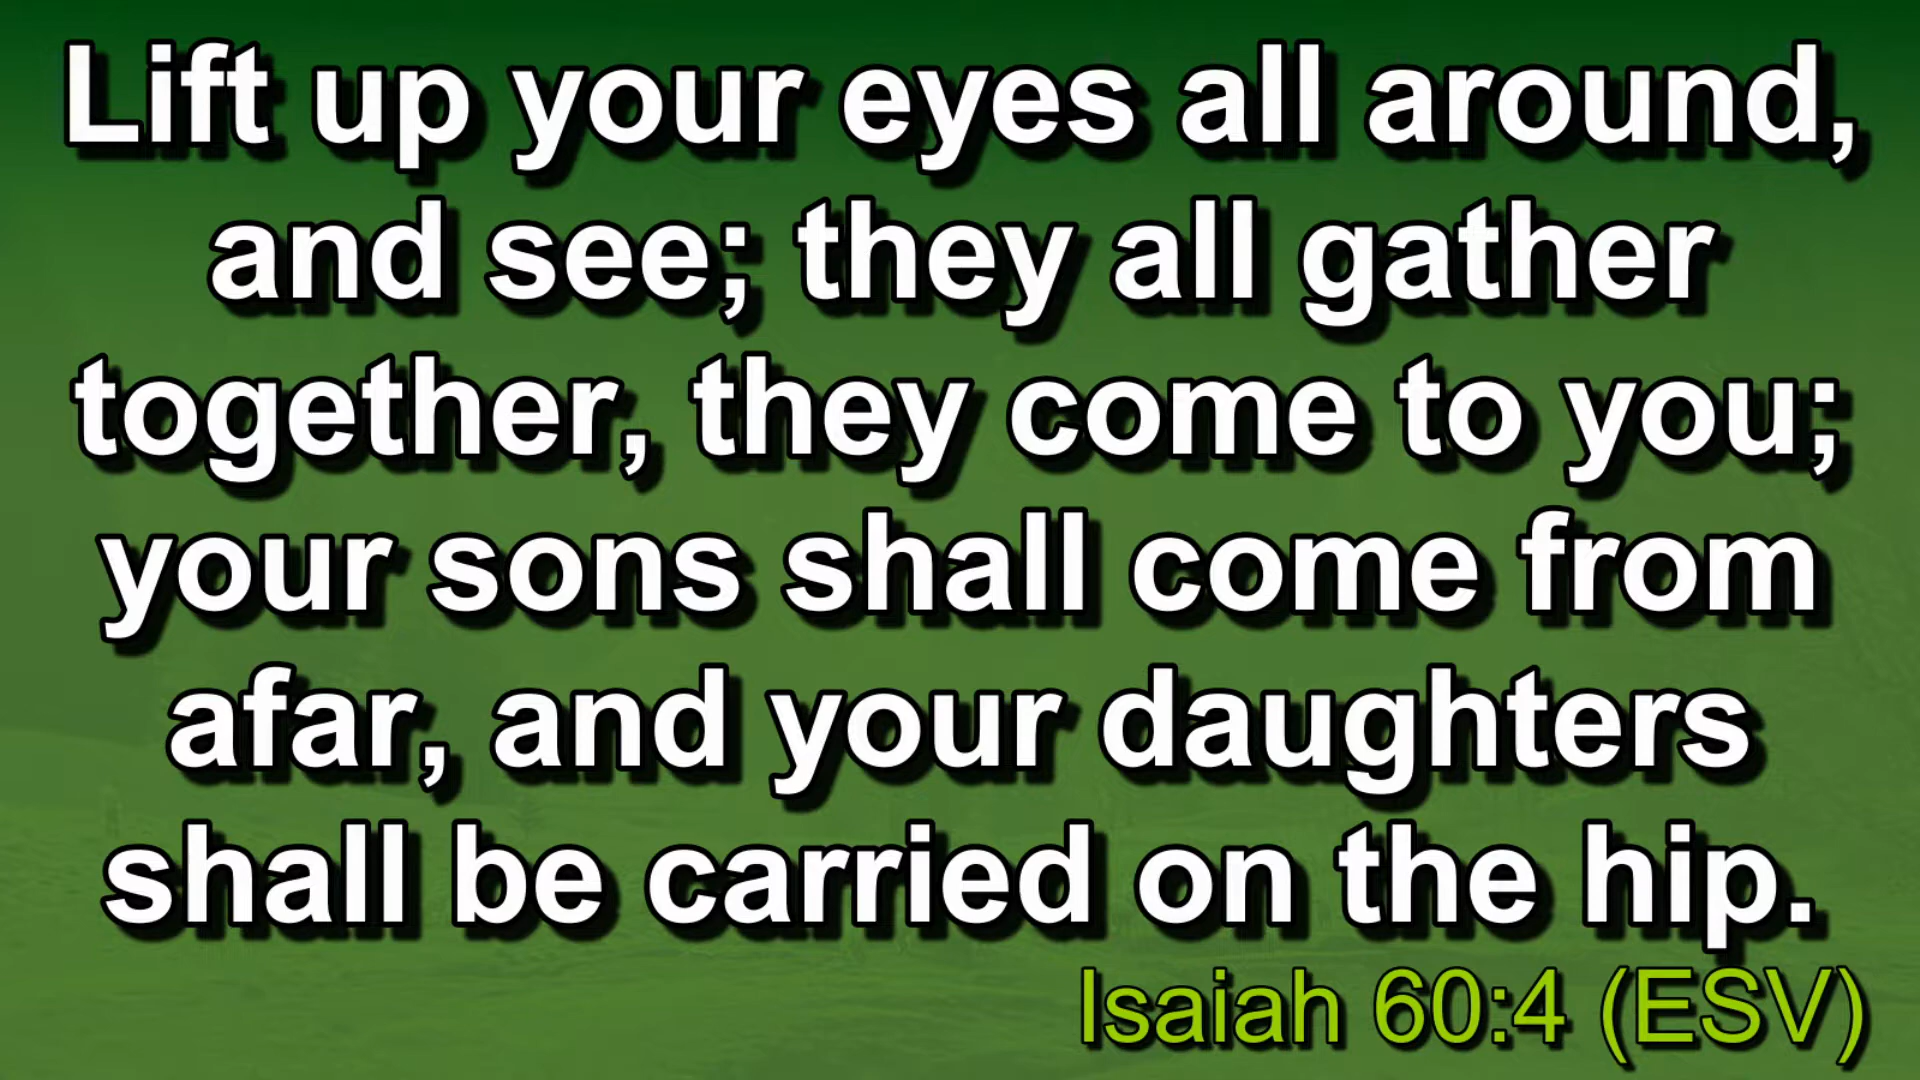 Lift up your eyes all around,
and see; they all gather
together, they come to you;
your sons shall come from
afar, and your daughters
shall be carried on the hip.
Isaiah 60:4 (ESV)